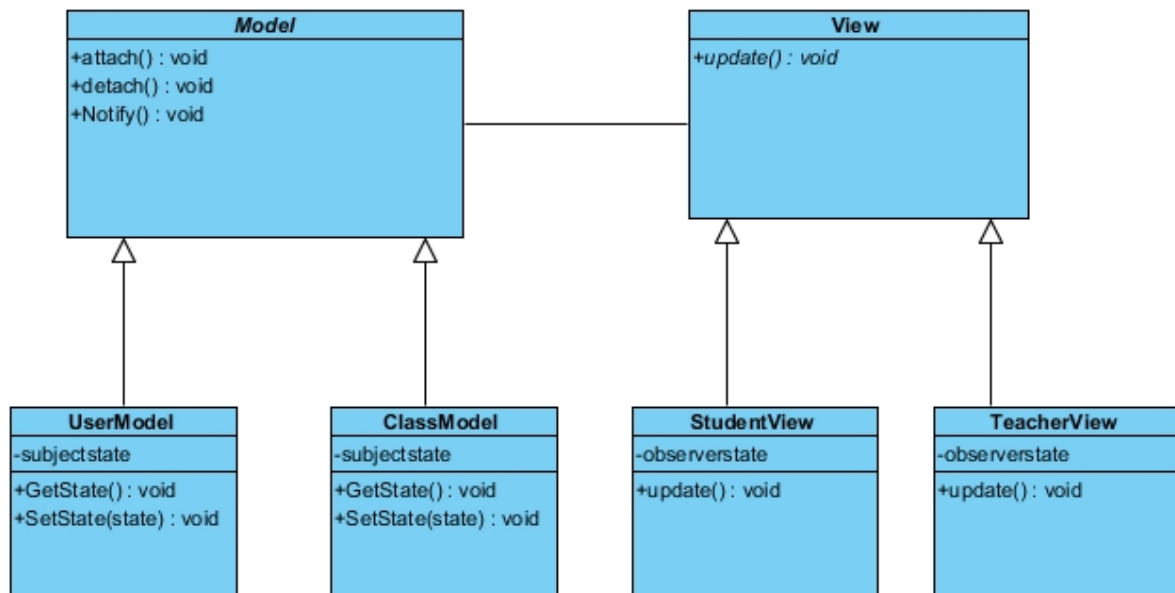 Model
+attach() : void
+detach() : void
+Notify() : void
View
+update() : void
UserModel
-subjectstate
+GetState() : void
+SetState(state) : void
ClassModel
-subjectstate
+GetState() : void
+SetState(state) : void
StudentView
-observerstate
+update() : void
TeacherView
-observerstate
+update() : void